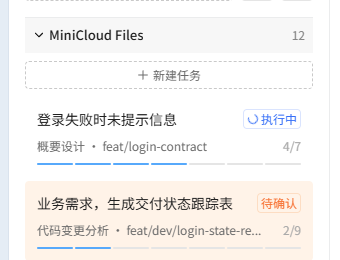 MiniCloud Files 12
新建任务
登录失败时未提示信息 执行中
概要设计 · feat/login-contract 4/7
业务需求，生成交付状态跟踪表 待确认
代码变更分析 · feat/dev/login-state-re... 2/9